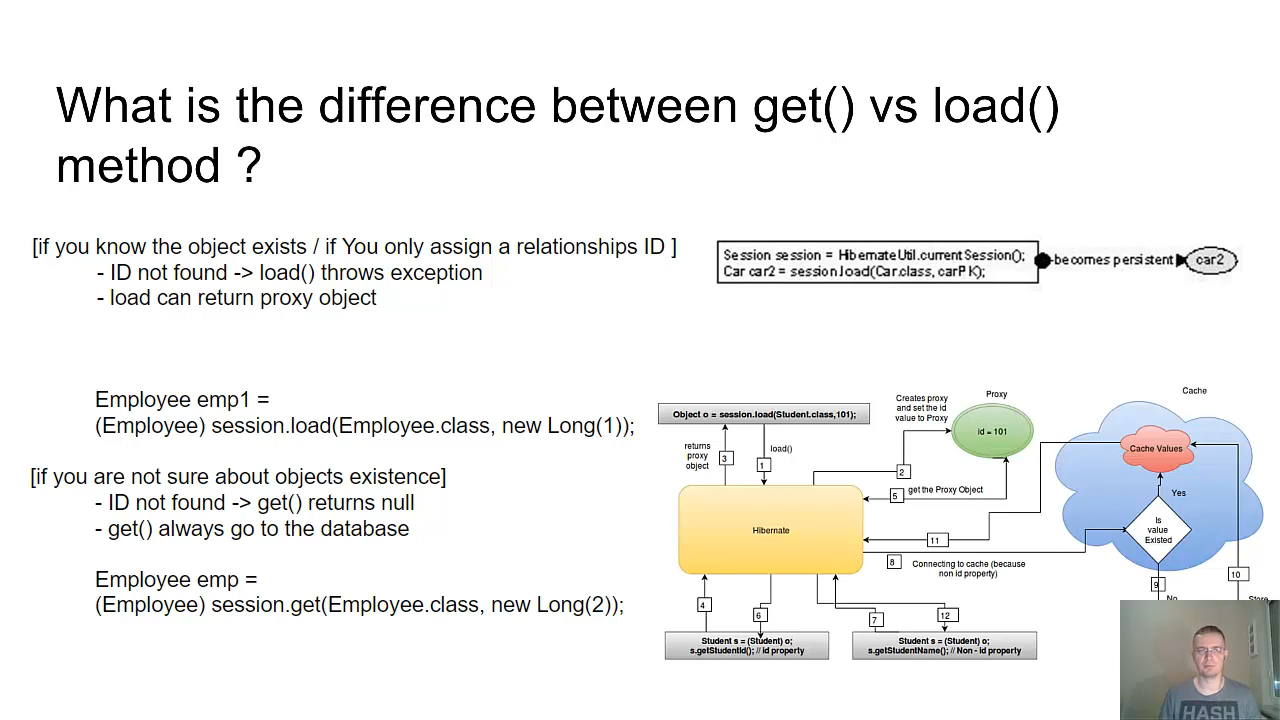 What is the difference between get() vs load()
method ?
[if you know the object exists / if You only assign a relationships ID ]
- ID not found -> load() throws exception
- load can return proxy object
Session session = HibernateUtil.currentSession();
Car car2 = session.load(Car.class, carPK);
becomes persistent
car2
Employee emp1 =
(Employee) session.load(Employee.class, new Long(1));
[if you are not sure about objects existence]
- ID not found -> get() returns null
- get() always go to the database
Employee emp =
(Employee) session.get(Employee.class, new Long(2));
Object o = session.load(Student.class,101);
returns
proxy
object
3
1
load()
Creates proxy
and set the id
value to Proxy
Proxy
id = 101
2
5
get the Proxy Object
Hibernate
11
8
Connecting to cache (because
non id property)
Cache
Cache Values
Yes
Is
value
Existed
9
No
10
Store
4
6
7
12
Student s = (Student) o;
s.getStudentId(); // id property
Student s = (Student) o;
s.getStudentName(); // Non - id property
HASH